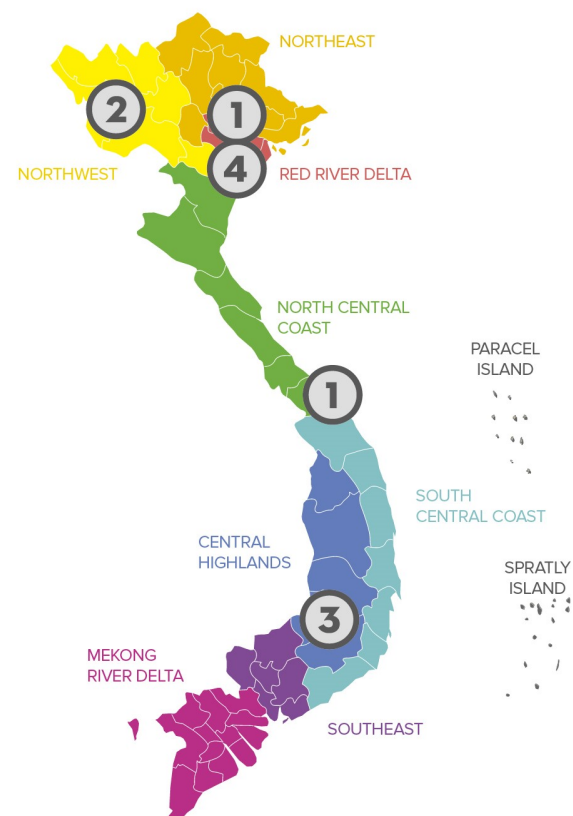 NORTHEAST
2
1
NORTHWEST
4
RED RIVER DELTA
NORTH CENTRAL
COAST
PARACEL
ISLAND
1
SOUTH
CENTRAL COAST
CENTRAL
HIGHLANDS
SPRATLY
ISLAND
3
MEKONG
RIVER DELTA
SOUTHEAST